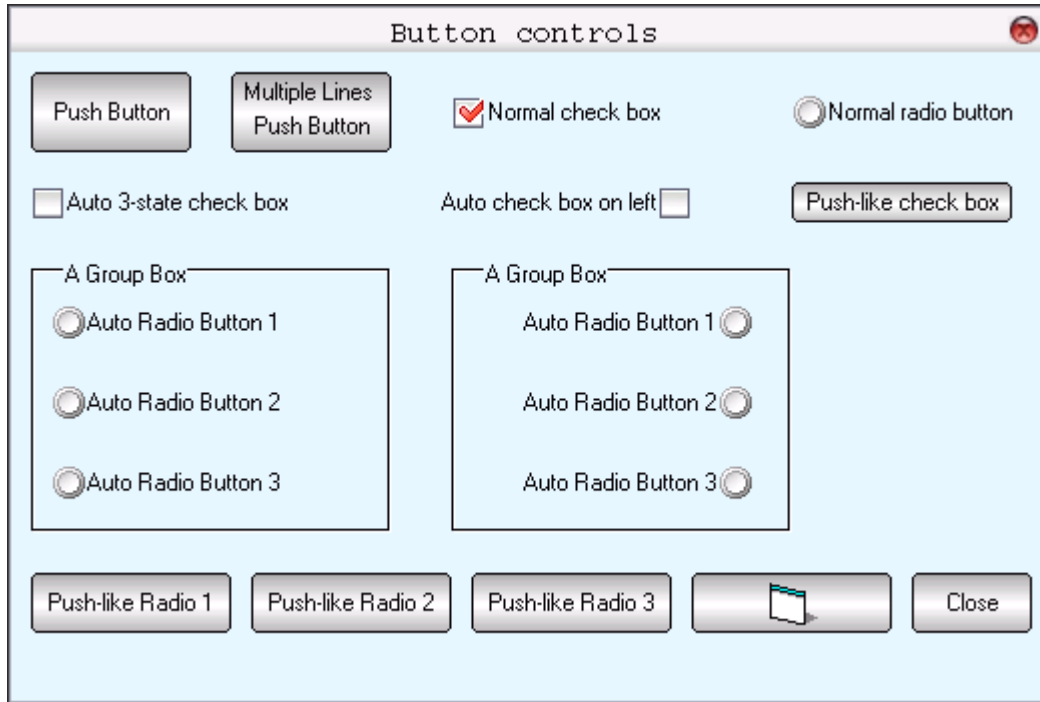 Button controls
Push Button
Multiple Lines
Push Button
Normal check box
Normal radio button
Auto 3-state check box
Auto check box on left
Push-like check box
A Group Box
Auto Radio Button 1
Auto Radio Button 2
Auto Radio Button 3
A Group Box
Auto Radio Button 1
Auto Radio Button 2
Auto Radio Button 3
Push-like Radio 1
Push-like Radio 2
Push-like Radio 3
Close